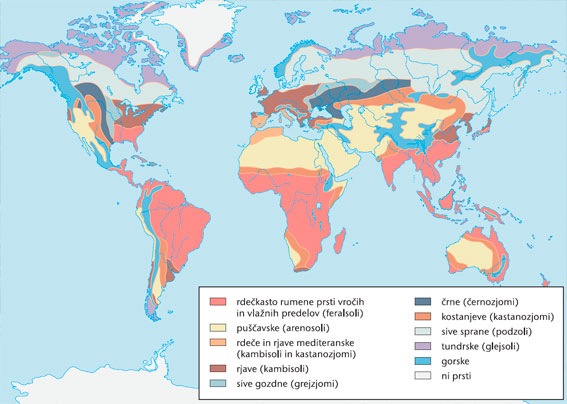 rdečkasto rumene prsti vročih
in vlažnih predelov (feralsoli)
puščavske (arenosoli)
rdeče in rjave mediteranske
(kambisoli in kastanozjomi)
rjave (kambisoli)
sive gozdne (grejzjomi)
črne (černozjomi)
kostanjeve (kastanozjomi)
sive sprane (podzoli)
tundrske (glejsoli)
gorske
ni prsti